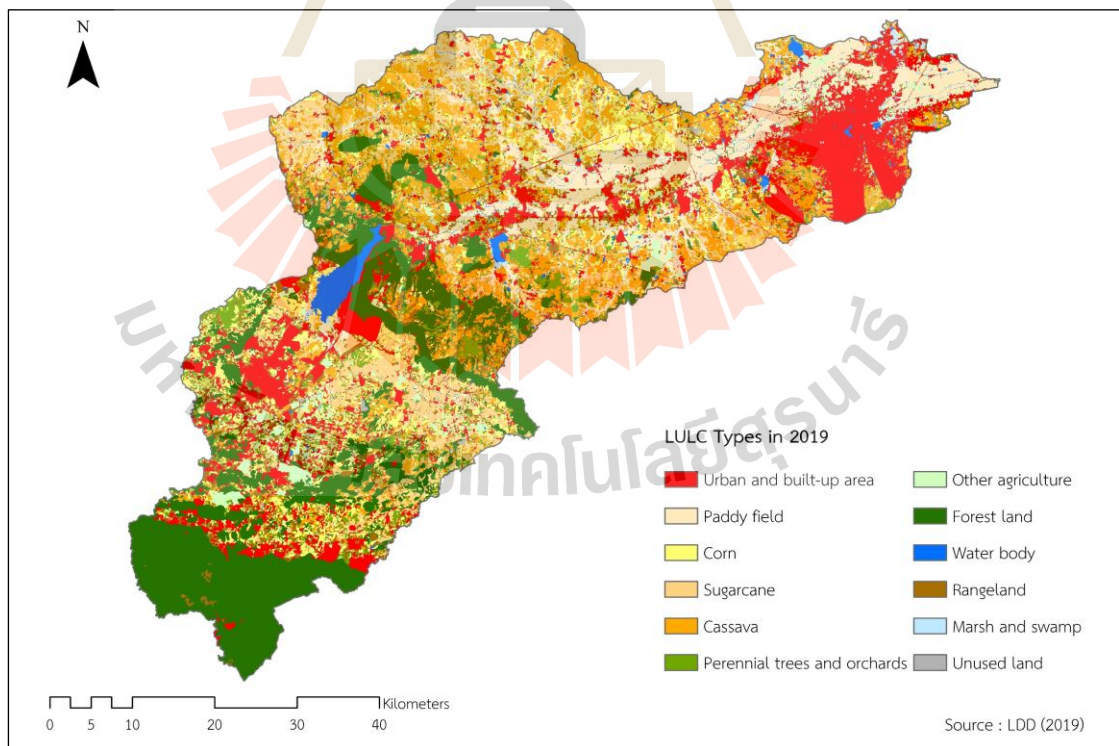 N
LULC Types in 2019
Urban and built-up area
Paddy field
Corn
Sugarcane
Cassava
Perennial trees and orchards
Other agriculture
Forest land
Water body
Rangeland
Marsh and swamp
Unused land
Kilometers
0 5 10 20 30 40
Source : LDD (2019)